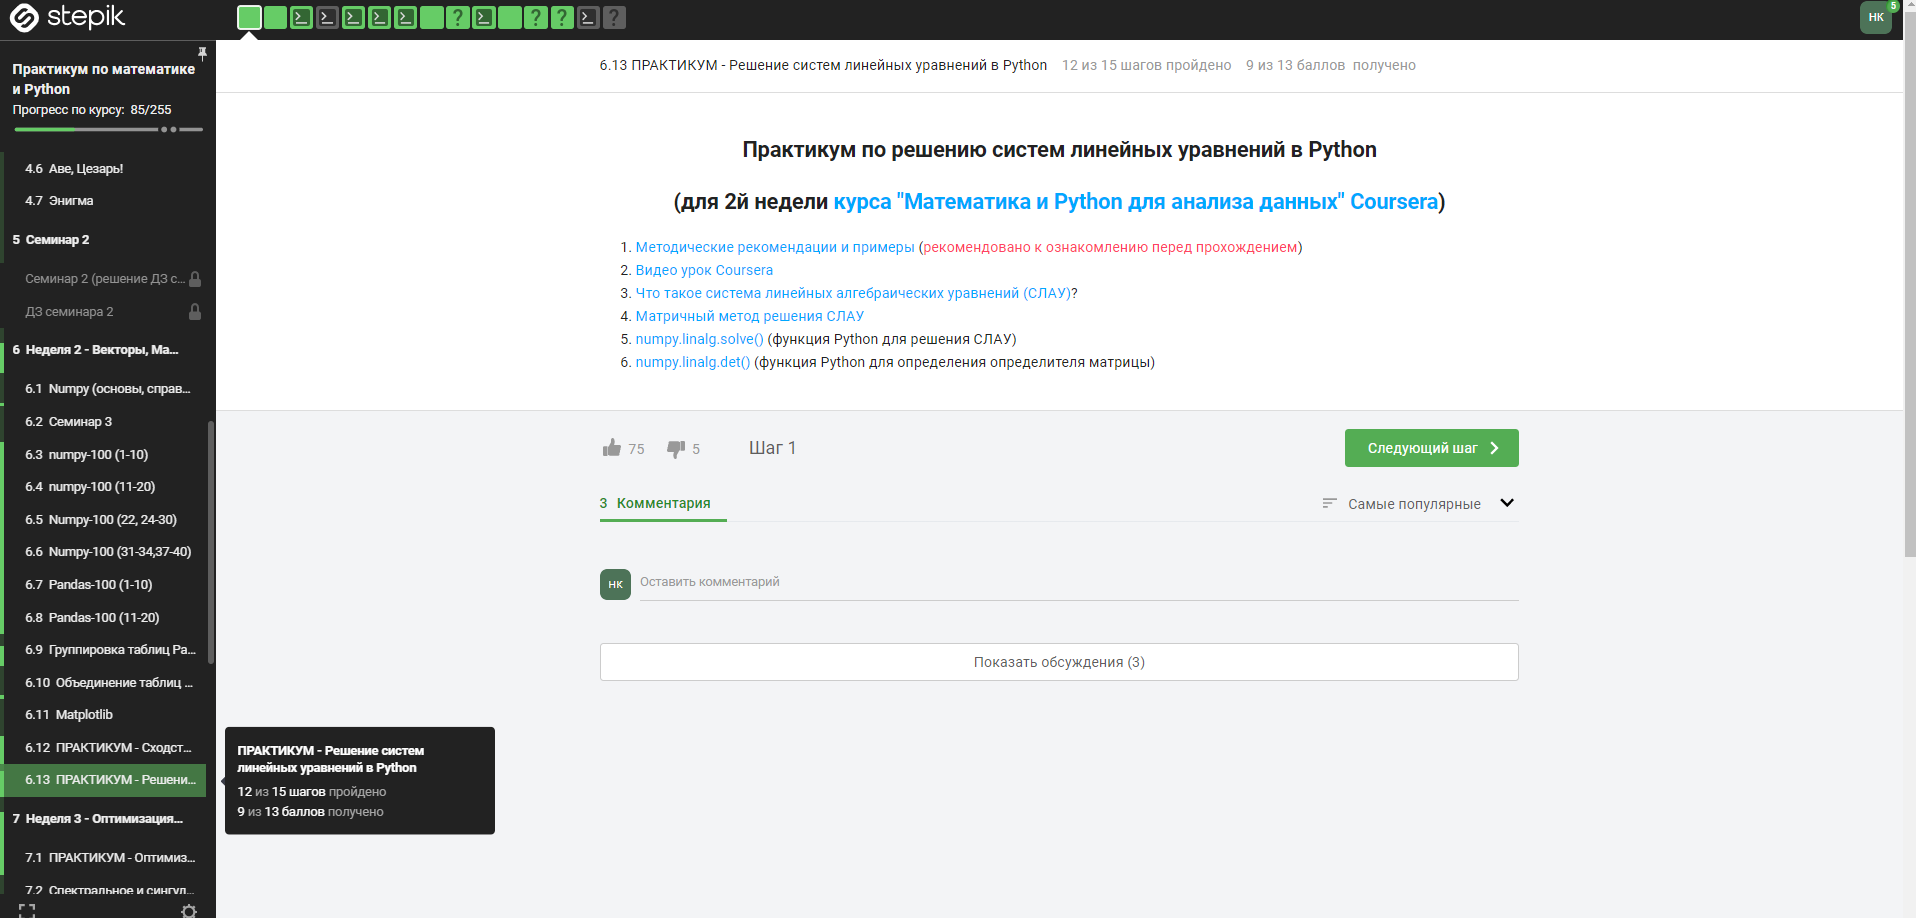 stepik
? ? ? ?
НК 5
Практикум по математике
и Python
Прогресс по курсу: 85/255
4.6 Аве, Цезарь!
4.7 Энигма
5 Семинар 2
Семинар 2 (решение ДЗ с...
ДЗ семинара 2
6 Неделя 2 - Векторы, Ма...
6.1 Numpy (основы, справ...
6.2 Семинар 3
6.3 numpy-100 (1-10)
6.4 numpy-100 (11-20)
6.5 Numpy-100 (22, 24-30)
6.6 Numpy-100 (31-34,37-40)
6.7 Pandas-100 (1-10)
6.8 Pandas-100 (11-20)
6.9 Группировка таблиц Pa...
6.10 Объединение таблиц ...
6.11 Matplotlib
6.12 ПРАКТИКУМ - Сходст...
6.13 ПРАКТИКУМ - Решени...
7 Неделя 3 - Оптимизация...
7.1 ПРАКТИКУМ - Оптимиз...
7.2 Спектральное и сингул...
6.13 ПРАКТИКУМ - Решение систем линейных уравнений в Python 12 из 15 шагов пройдено 9 из 13 баллов получено
Практикум по решению систем линейных уравнений в Python
(для 2й недели курса "Математика и Python для анализа данных" Coursera)
1. Методические рекомендации и примеры (рекомендовано к ознакомлению перед прохождением)
2. Видео урок Coursera
3. Что такое система линейных алгебраических уравнений (СЛАУ)?
4. Матричный метод решения СЛАУ
5. numpy.linalg.solve() (функция Python для решения СЛАУ)
6. numpy.linalg.det() (функция Python для определения определителя матрицы)
75 5 Шаг 1 Следующий шаг
3 Комментария Самые популярные
НК Оставить комментарий
Показать обсуждения (3)
ПРАКТИКУМ - Решение систем
линейных уравнений в Python
12 из 15 шагов пройдено
9 из 13 баллов получено